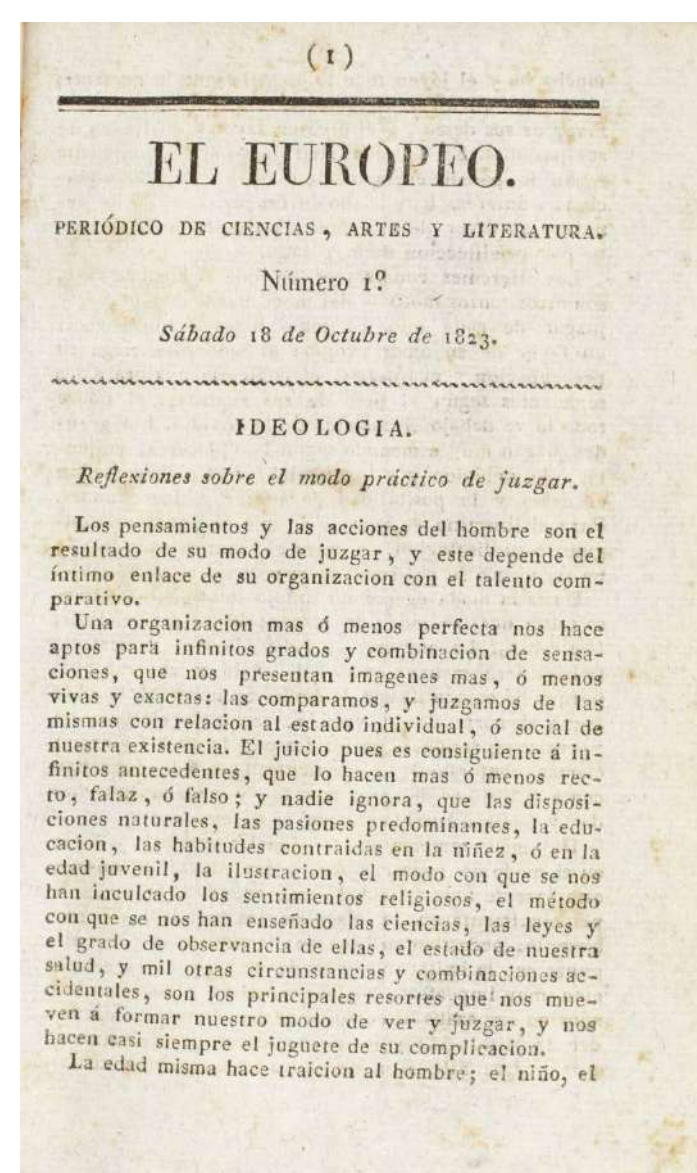 (1)
EL EUROPEO.
PERIÓDICO DE CIENCIAS, ARTES Y LITERATURA.
Número 1º
Sábado 18 de Octubre de 1823.
IDEOLOGIA.
Reflexiones sobre el modo práctico de juzgar.
Los pensamientos y las acciones del hombre son el
resultado de su modo de juzgar, y este depende del
íntimo enlace de su organizacion con el talento com-
parativo.
Una organizacion mas ó menos perfecta nos hace
aptos para infinitos grados y combinacion de sensa-
ciones, que nos presentan imagenes mas, ó menos
vivas y exactas: las comparamos, y juzgamos de las
mismas con relacion al estado individual, ó social de
nuestra existencia. El juicio pues es consiguiente á in-
finitos antecedentes, que lo hacen mas ó menos rec-
to, falaz, ó falso; y nadie ignora, que las disposi-
ciones naturales, las pasiones predominantes, la edu-
cacion, las habitudes contraidas en la niñez, ó en la
edad juvenil, la ilustracion, el modo con que se nos
han inculcado los sentimientos religiosos, el método
con que se nos han enseñado las ciencias, las leyes y
el grado de observancia de ellas, el estado de nuestra
salud, y mil otras circunstancias y combinaciones ac-
cidentales, son los principales resortes que nos mue-
ven á formar nuestro modo de ver y juzgar, y nos
hacen casi siempre el juguete de su complicacion.
La edad misma hace traicion al hombre; el niño, el